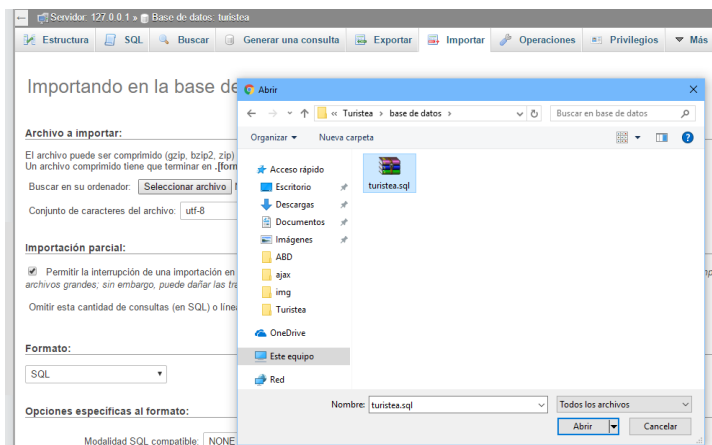 Servidor: 127.0.0.1 » Base de datos: turistea
Estructura SQL Buscar Generar una consulta Exportar Importar Operaciones Privilegios Más
Importando en la base de
Archivo a importar:
El archivo puede ser comprimido (gzip, bzip2, zip)
Un archivo comprimido tiene que terminar en .[form
Buscar en su ordenador: Seleccionar archivo
Conjunto de caracteres del archivo: utf-8
Importación parcial:
Permitir la interrupción de una importación en
archivos grandes; sin embargo, puede dañar las tra
Omitir esta cantidad de consultas (en SQL) o línea
Formato:
SQL
Opciones específicas al formato:
Modalidad SQL compatible: NONE
Abrir
« Turistea › base de datos ›
Buscar en base de datos
Organizar Nueva carpeta
Acceso rápido
Escritorio
Descargas
Documentos
Imágenes
ABD
ajax
img
Turistea
OneDrive
Este equipo
Red
turistea.sql
Nombre: turistea.sql
Todos los archivos
Abrir Cancelar